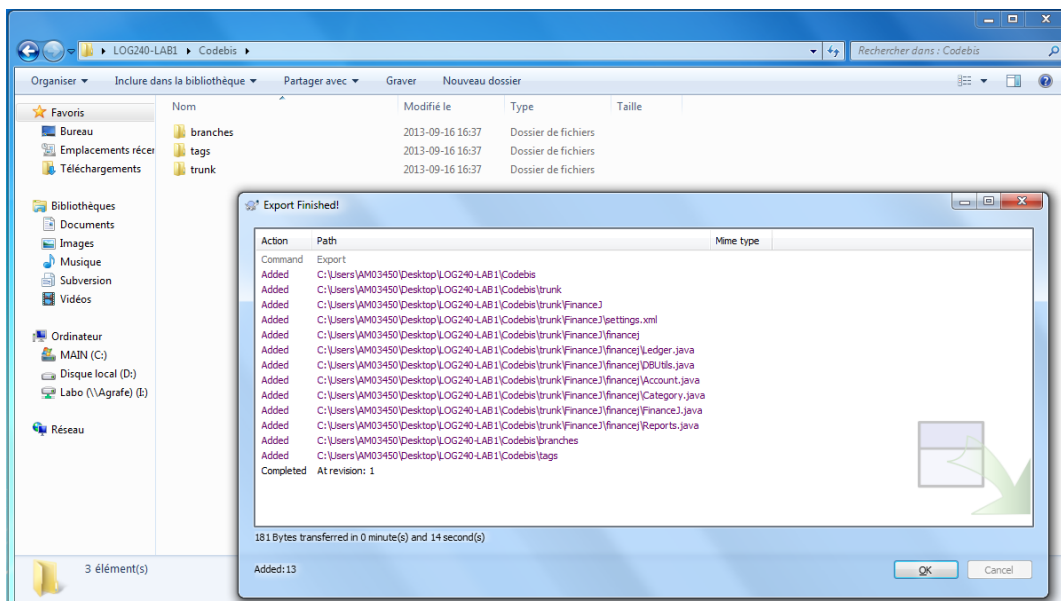 LOG240-LAB1 ▸ Codebis ▸
Rechercher dans : Codebis
Organiser Inclure dans la bibliothèque Partager avec Graver Nouveau dossier
Nom Modifié le Type Taille
Favoris
Bureau
Emplacements récer
Téléchargements
Bibliothèques
Documents
Images
Musique
Subversion
Vidéos
Ordinateur
MAIN (C:)
Disque local (D:)
Labo (\\Agrafe) (I:)
Réseau
branches 2013-09-16 16:37 Dossier de fichiers
tags 2013-09-16 16:37 Dossier de fichiers
trunk 2013-09-16 16:37 Dossier de fichiers
Export Finished!
Action Path Mime type
Command Export
Added C:\Users\AM03450\Desktop\LOG240-LAB1\Codebis
Added C:\Users\AM03450\Desktop\LOG240-LAB1\Codebis\trunk
Added C:\Users\AM03450\Desktop\LOG240-LAB1\Codebis\trunk\FinanceJ
Added C:\Users\AM03450\Desktop\LOG240-LAB1\Codebis\trunk\FinanceJ\settings.xml
Added C:\Users\AM03450\Desktop\LOG240-LAB1\Codebis\trunk\FinanceJ\financej
Added C:\Users\AM03450\Desktop\LOG240-LAB1\Codebis\trunk\FinanceJ\financej\Ledger.java
Added C:\Users\AM03450\Desktop\LOG240-LAB1\Codebis\trunk\FinanceJ\financej\DBUtils.java
Added C:\Users\AM03450\Desktop\LOG240-LAB1\Codebis\trunk\FinanceJ\financej\Account.java
Added C:\Users\AM03450\Desktop\LOG240-LAB1\Codebis\trunk\FinanceJ\financej\Category.java
Added C:\Users\AM03450\Desktop\LOG240-LAB1\Codebis\trunk\FinanceJ\financej\FinanceJ.java
Added C:\Users\AM03450\Desktop\LOG240-LAB1\Codebis\trunk\FinanceJ\financej\Reports.java
Added C:\Users\AM03450\Desktop\LOG240-LAB1\Codebis\branches
Added C:\Users\AM03450\Desktop\LOG240-LAB1\Codebis\tags
Completed At revision: 1
181 Bytes transferred in 0 minute(s) and 14 second(s)
Added:13
OK Cancel
3 élément(s)